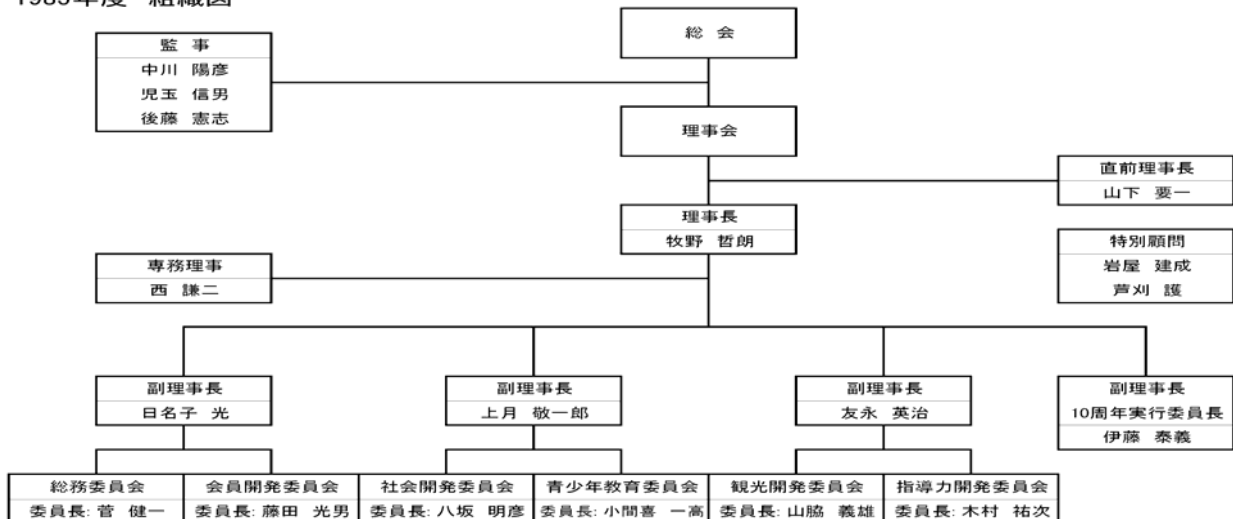 1985年度 組織図
総 会
監 事
中川 陽彦
児玉 信男
後藤 憲志
理事会
直前理事長
山下 要一
理事長
牧野 哲朗
特別顧問
岩屋 建成
芦刈 護
専務理事
西 謙二
副理事長
日名子 光
副理事長
上月 敬一郎
副理事長
友永 英治
副理事長
10周年実行委員長
伊藤 泰義
総務委員会
委員長: 菅 健一
会員開発委員会
委員長: 藤田 光男
社会開発委員会
委員長: 八坂 明彦
青少年教育委員会
委員長: 小間喜 一高
観光開発委員会
委員長: 山脇 義雄
指導力開発委員会
委員長: 木村 祐次